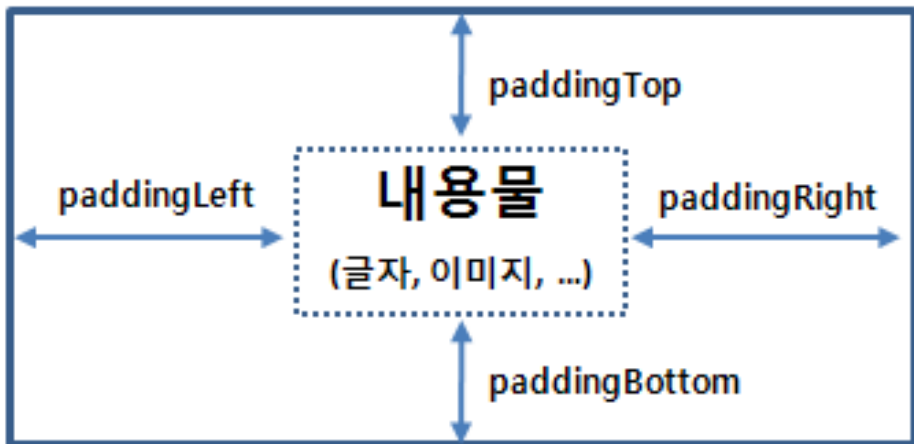 paddingTop
paddingLeft
내용물
paddingRight
(글자, 이미지, ...)
paddingBottom